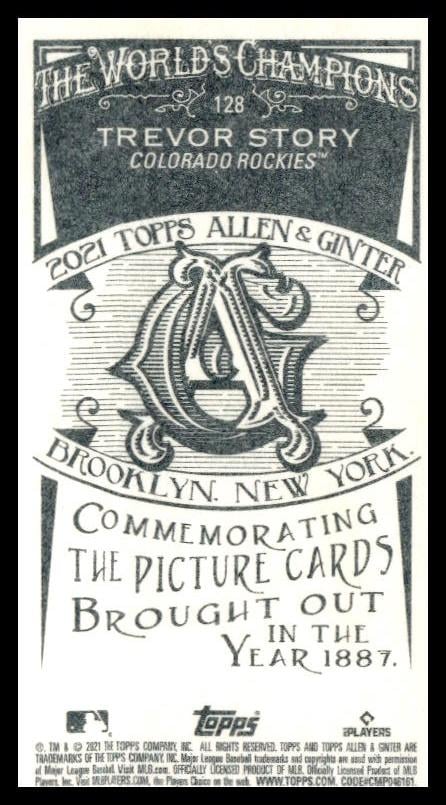 THE WORLD'S CHAMPIONS
128
TREVOR STORY
COLORADO ROCKIES™
2021 TOPPS ALLEN & GINTER
AG
BROOKLYN. NEW YORK.
COMMEMORATING
THE PICTURE CARDS
BROUGHT OUT
IN THE
YEAR 1887.
topps
PLAYERS
®, TM & © 2021 THE TOPPS COMPANY, INC. ALL RIGHTS RESERVED. TOPPS AND TOPPS ALLEN & GINTER ARE
TRADEMARKS OF THE TOPPS COMPANY, INC. Major League Baseball trademarks and copyrights are used with permission
of Major League Baseball. Visit MLB.com. OFFICIALLY LICENSED PRODUCT OF MLB. Officially Licensed Product of MLB
Players, Inc. Visit MLBPLAYERS.COM, the Players Choice on the web. WWW.TOPPS.COM. CODE#CMP046161